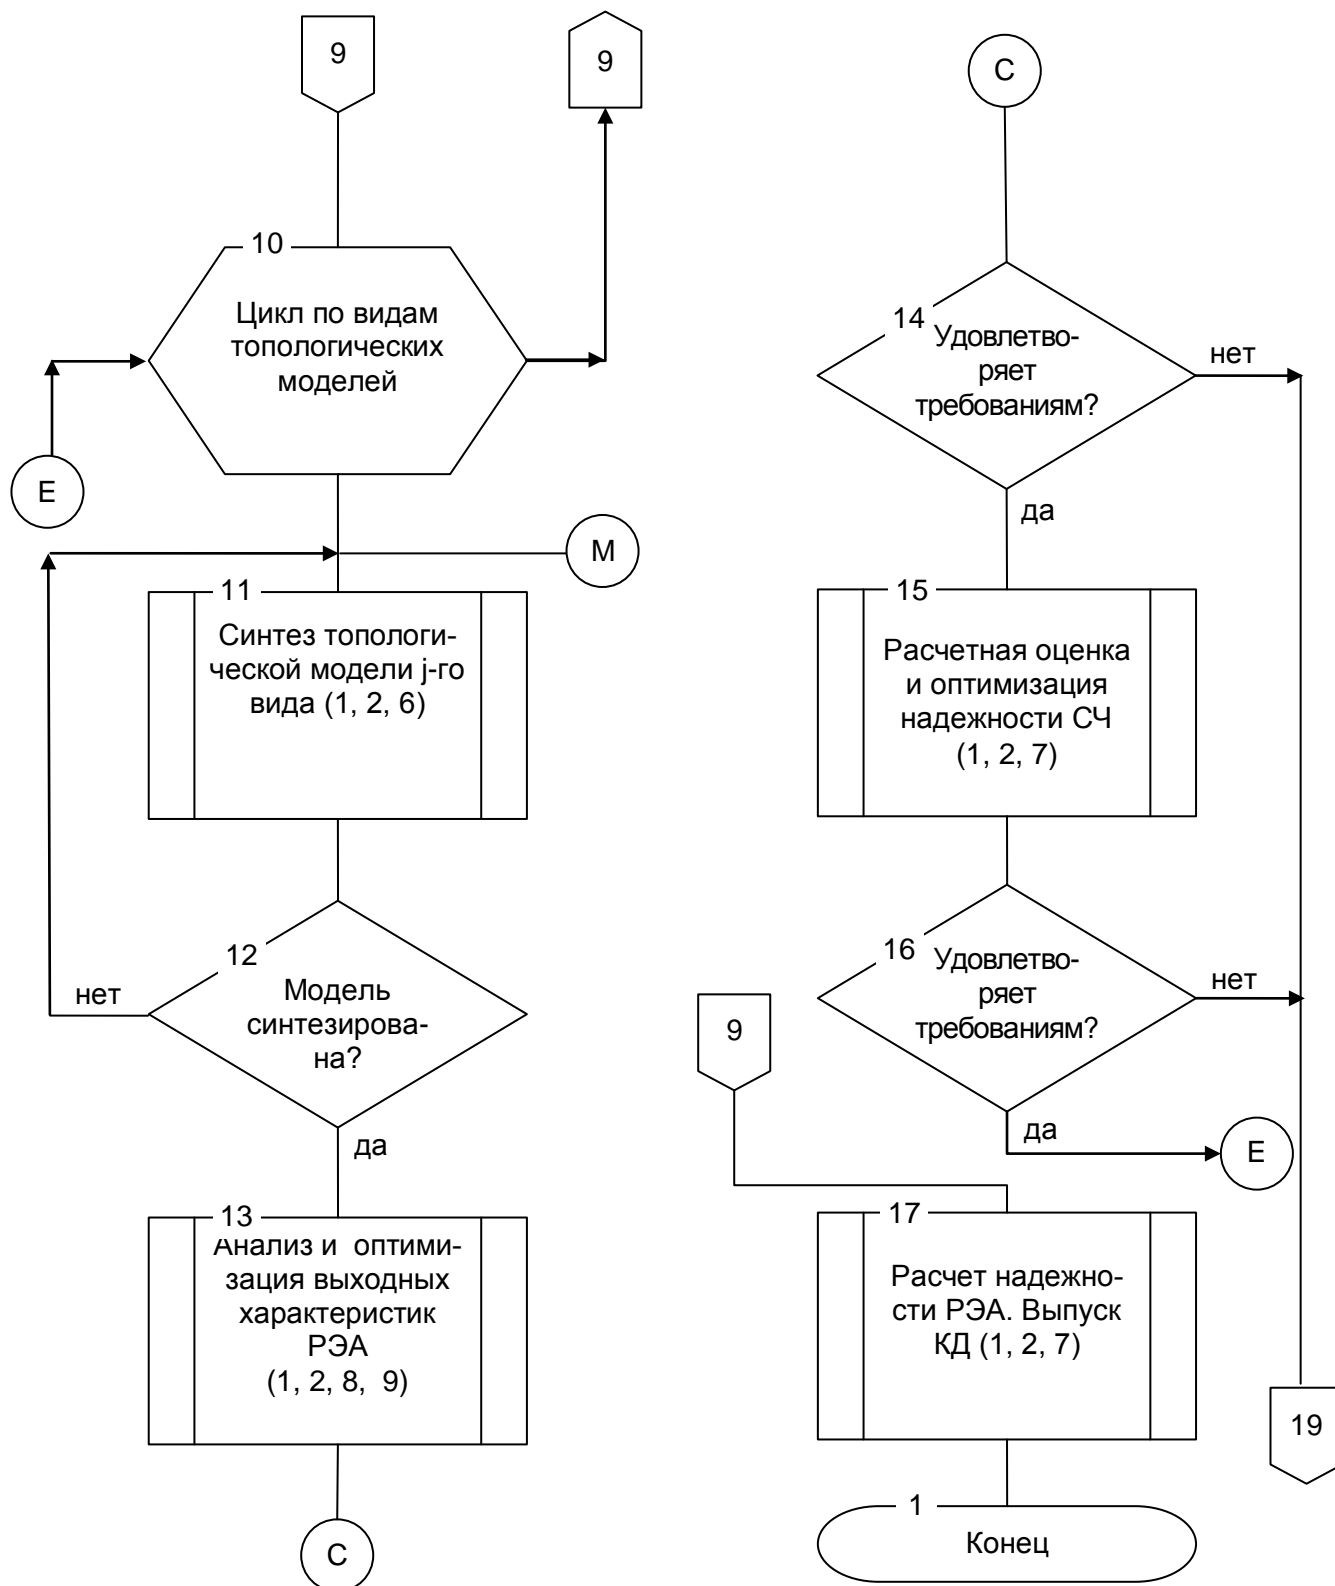 9
9
10
Цикл по видам
топологических
моделей
E
M
11
Синтез топологи-
ческой модели j-го
вида (1, 2, 6)
12
нет
Модель
синтезирова-
на?
да
13
Анализ и оптими-
зация выходных
характеристик
РЭА
(1, 2, 8, 9)
C
C
14
Удовлетво-
ряет
требованиям?
нет
да
15
Расчетная оценка
и оптимизация
надежности СЧ
(1, 2, 7)
16
Удовлетво-
ряет
требованиям?
нет
да
E
9
17
Расчет надежно-
сти РЭА. Выпуск
КД (1, 2, 7)
19
1
Конец